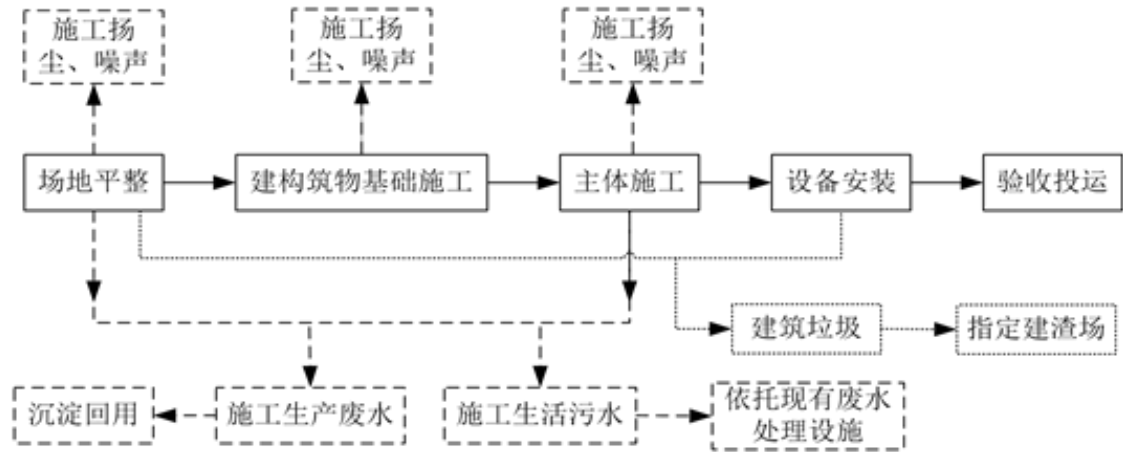 施工扬
尘、噪声
施工扬
尘、噪声
施工扬
尘、噪声
场地平整
建构筑物基础施工
主体施工
设备安装
验收投运
建筑垃圾
指定建渣场
沉淀回用
施工生产废水
施工生活污水
依托现有废水
处理设施